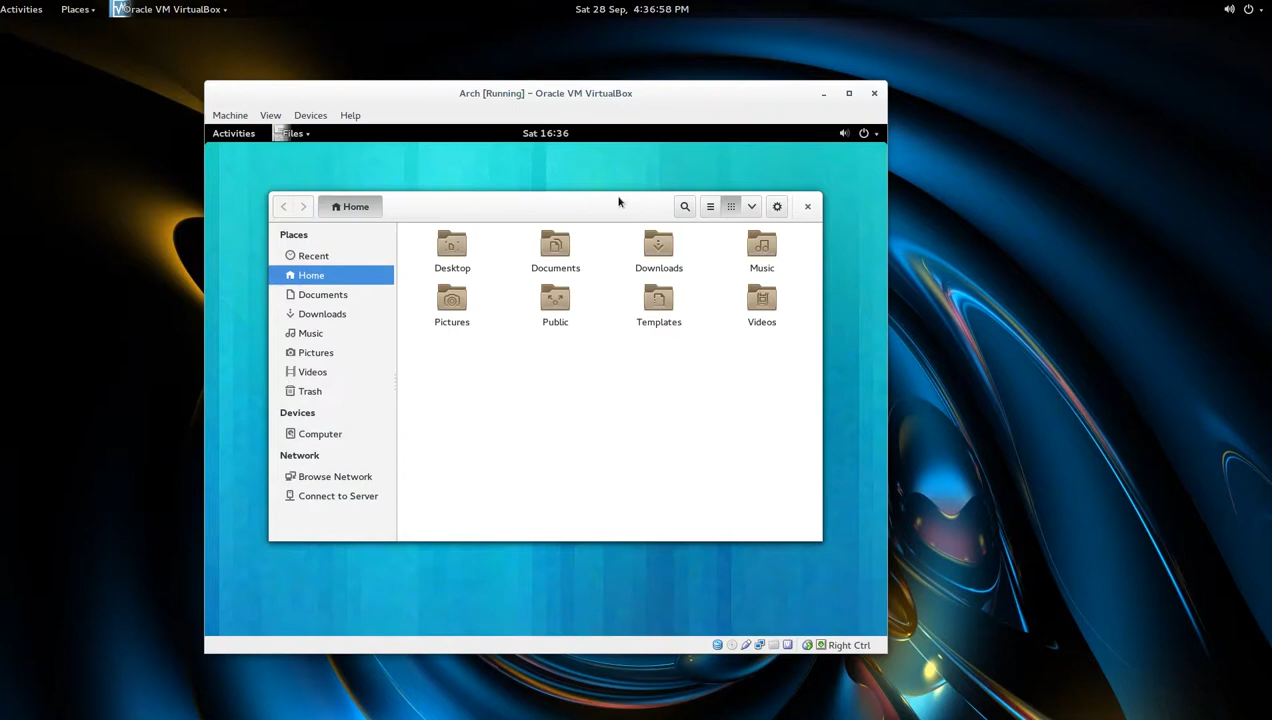 Activities Places Oracle VM VirtualBox Sat 28 Sep, 4:36:58 PM
Arch [Running] – Oracle VM VirtualBox
Machine View Devices Help
Activities Files Sat 16:36
Home
Places
Recent
Home
Documents
Downloads
Music
Pictures
Videos
Trash
Devices
Computer
Network
Browse Network
Connect to Server
Desktop Documents Downloads Music
Pictures Public Templates Videos
Right Ctrl